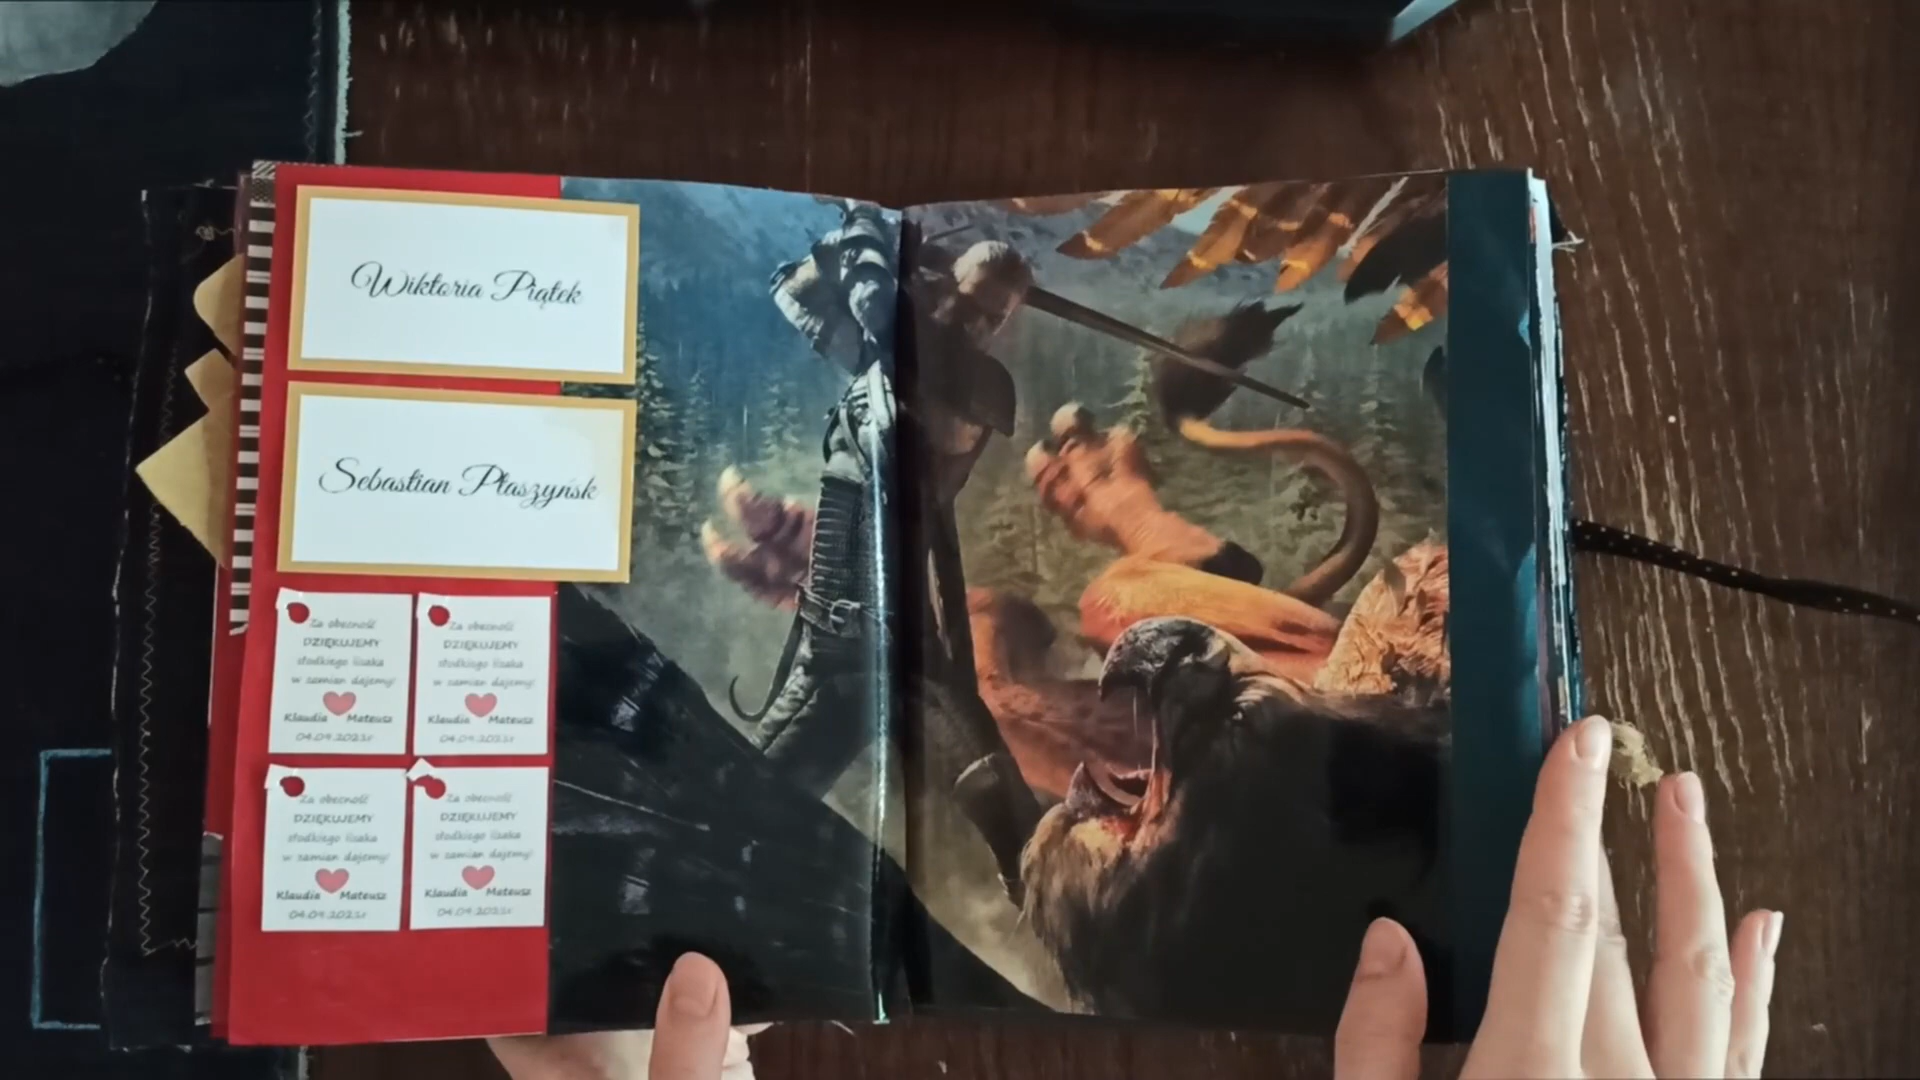 Wiktoria Piątek
Sebastian Płaszyńsk
Za obecność
DZIĘKUJEMY
słodkiego lizaka
w zamian dajemy!
Klaudia Mateusz
04.09.2021r
Za obecność
DZIĘKUJEMY
słodkiego lizaka
w zamian dajemy!
Klaudia Mateusz
04.09.2021r
Za obecność
DZIĘKUJEMY
słodkiego lizaka
w zamian dajemy!
Klaudia Mateusz
04.09.2021r
Za obecność
DZIĘKUJEMY
słodkiego lizaka
w zamian dajemy!
Klaudia Mateusz
04.09.2021r